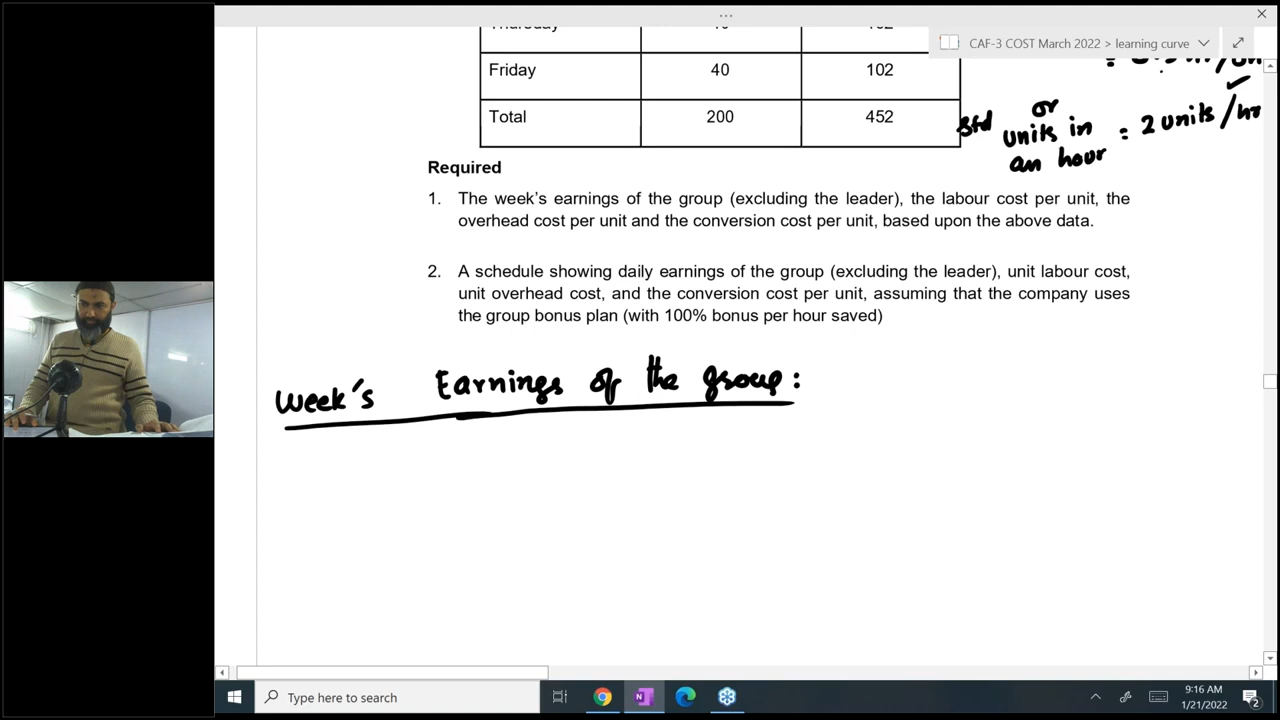 CAF-3 COST March 2022 > learning curve
Friday 40 102
Total 200 452
Std or units in an hour = 2 units/hr
Required
1. The week's earnings of the group (excluding the leader), the labour cost per unit, the
overhead cost per unit and the conversion cost per unit, based upon the above data.
2. A schedule showing daily earnings of the group (excluding the leader), unit labour cost,
unit overhead cost, and the conversion cost per unit, assuming that the company uses
the group bonus plan (with 100% bonus per hour saved)
Week's Earnings of the group:
Type here to search
9:16 AM
1/21/2022
2